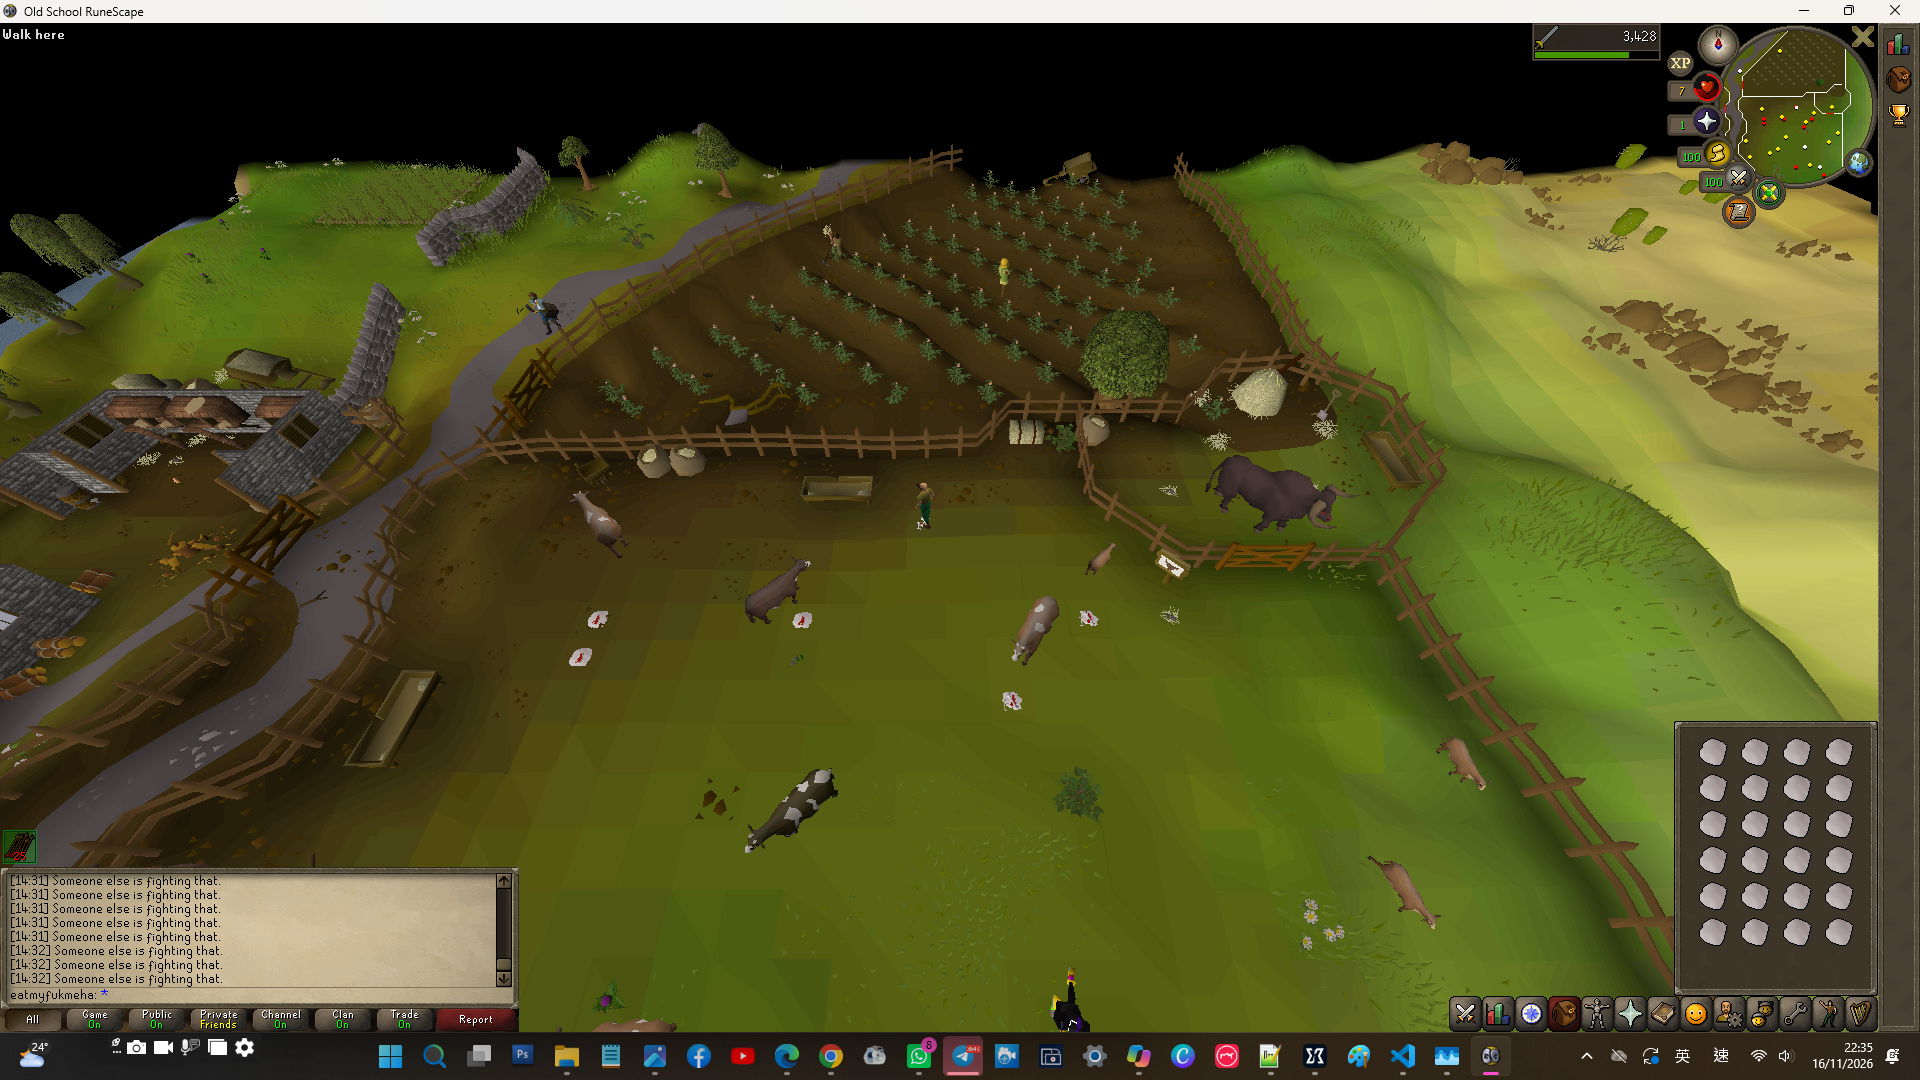 Old School RuneScape
Walk here
3,428
N
XP
7
1
100
100
25
[14:31] Someone else is fighting that.
[14:31] Someone else is fighting that.
[14:31] Someone else is fighting that.
[14:31] Someone else is fighting that.
[14:31] Someone else is fighting that.
[14:32] Someone else is fighting that.
[14:32] Someone else is fighting that.
[14:32] Someone else is fighting that.
eatmyfukmeha: *
All
Game
On
Public
On
Private
Friends
Channel
On
Clan
On
Trade
On
Report
24°
Ps
8
英
速
22:35
16/11/2026